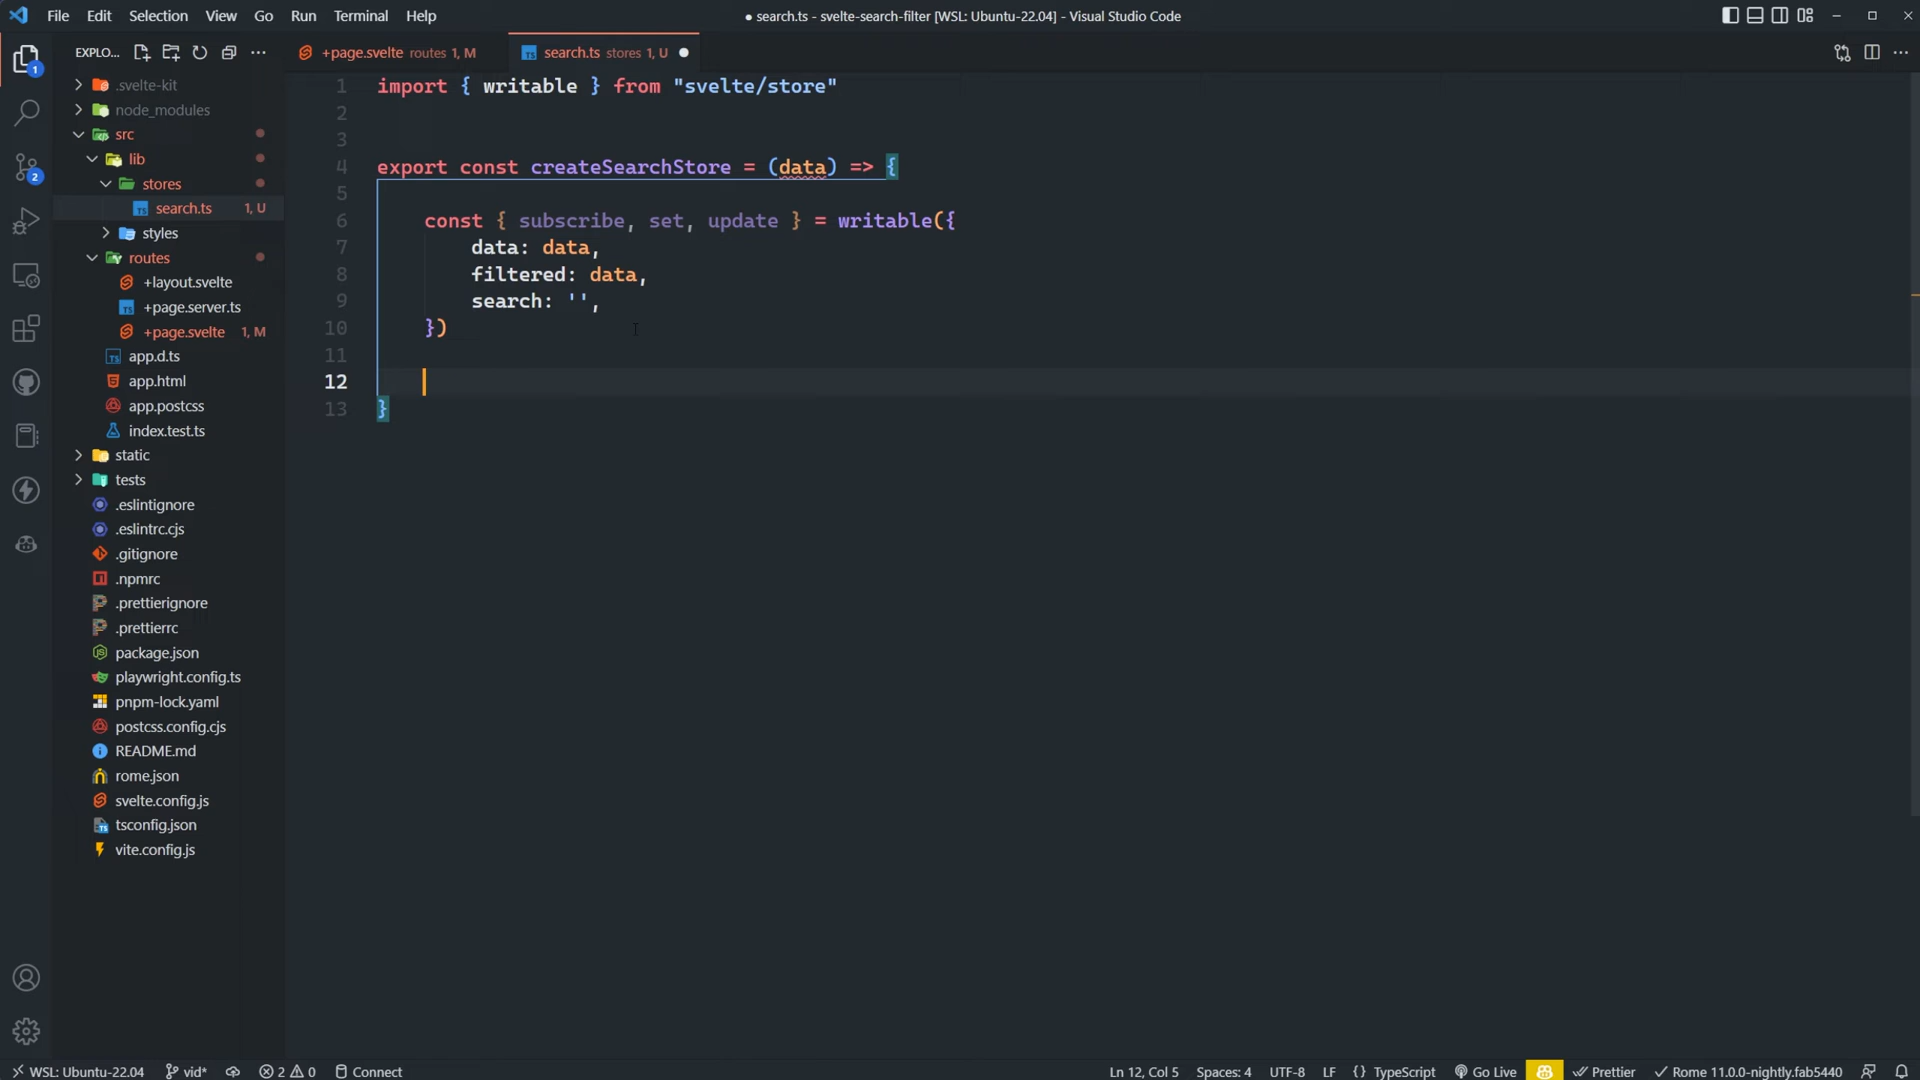 File Edit Selection View Go Run Terminal Help
● search.ts - svelte-search-filter [WSL: Ubuntu-22.04] - Visual Studio Code
EXPLO...
+page.svelte routes 1, M
search.ts stores 1, U
.svelte-kit
node_modules
src
lib
stores
search.ts 1, U
styles
routes
+layout.svelte
+page.server.ts
+page.svelte 1, M
app.d.ts
app.html
app.postcss
index.test.ts
static
tests
.eslintignore
.eslintrc.cjs
.gitignore
.npmrc
.prettierignore
.prettierrc
package.json
playwright.config.ts
pnpm-lock.yaml
postcss.config.cjs
README.md
rome.json
svelte.config.js
tsconfig.json
vite.config.js
1
2
1 import { writable } from "svelte/store"
2
3
4 export const createSearchStore = (data) => {
5
6 const { subscribe, set, update } = writable({
7 data: data,
8 filtered: data,
9 search: '',
10 })
11
12
13 }
WSL: Ubuntu-22.04 vid* 2 0 Connect
Ln 12, Col 5 Spaces: 4 UTF-8 LF {} TypeScript Go Live Prettier Rome 11.0.0-nightly.fab5440